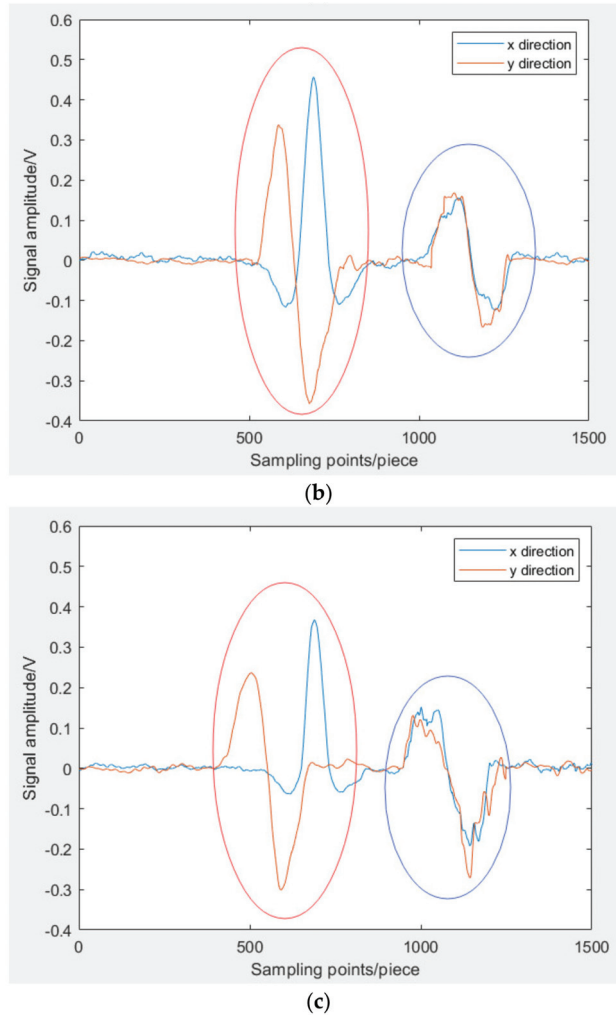 0.6
0.5
0.4
0.3
0.2
0.1
0
-0.1
-0.2
-0.3
-0.4
Signal amplitude/V
x direction
y direction
0 500 1000 1500
Sampling points/piece
(b)
0.6
0.5
0.4
0.3
0.2
0.1
0
-0.1
-0.2
-0.3
-0.4
Signal amplitude/V
x direction
y direction
0 500 1000 1500
Sampling points/piece
(c)